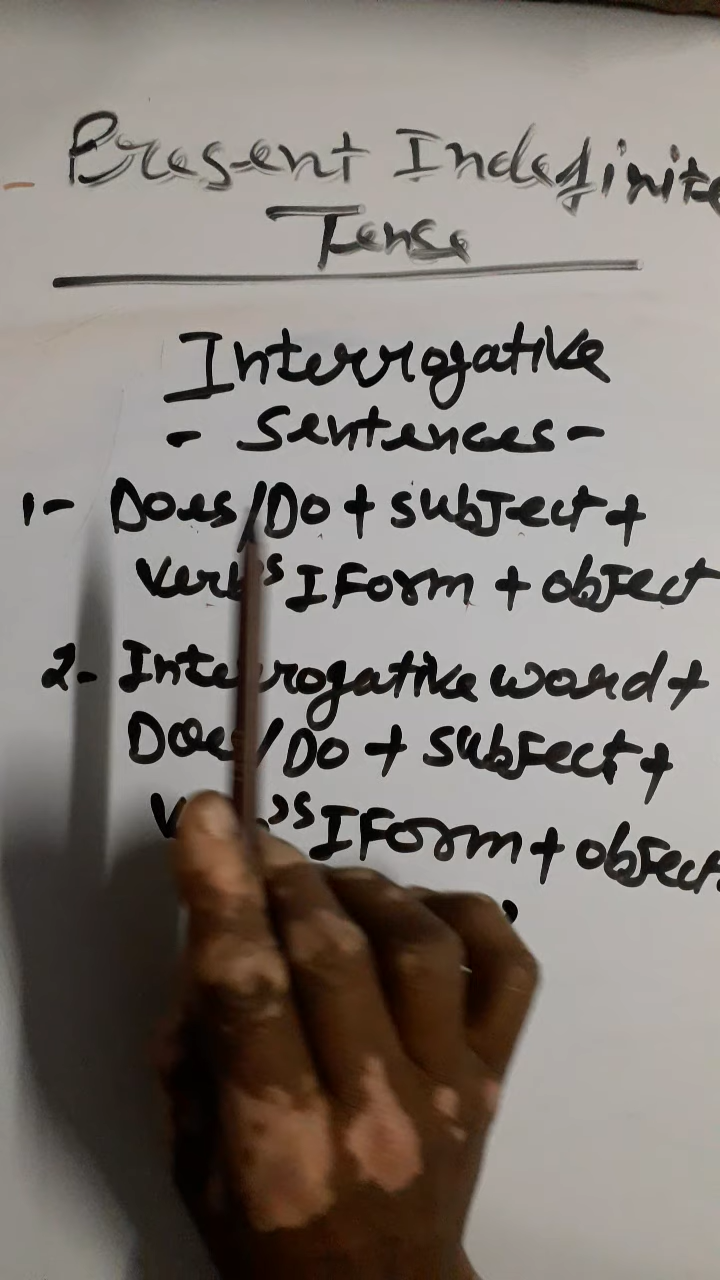 Present Indefinite
Tense
Interrogative
- Sentences -
1- Does/Do + subject +
Verb's I Form + object
2- Interrogative word +
Does/Do + subject +
I Form + object